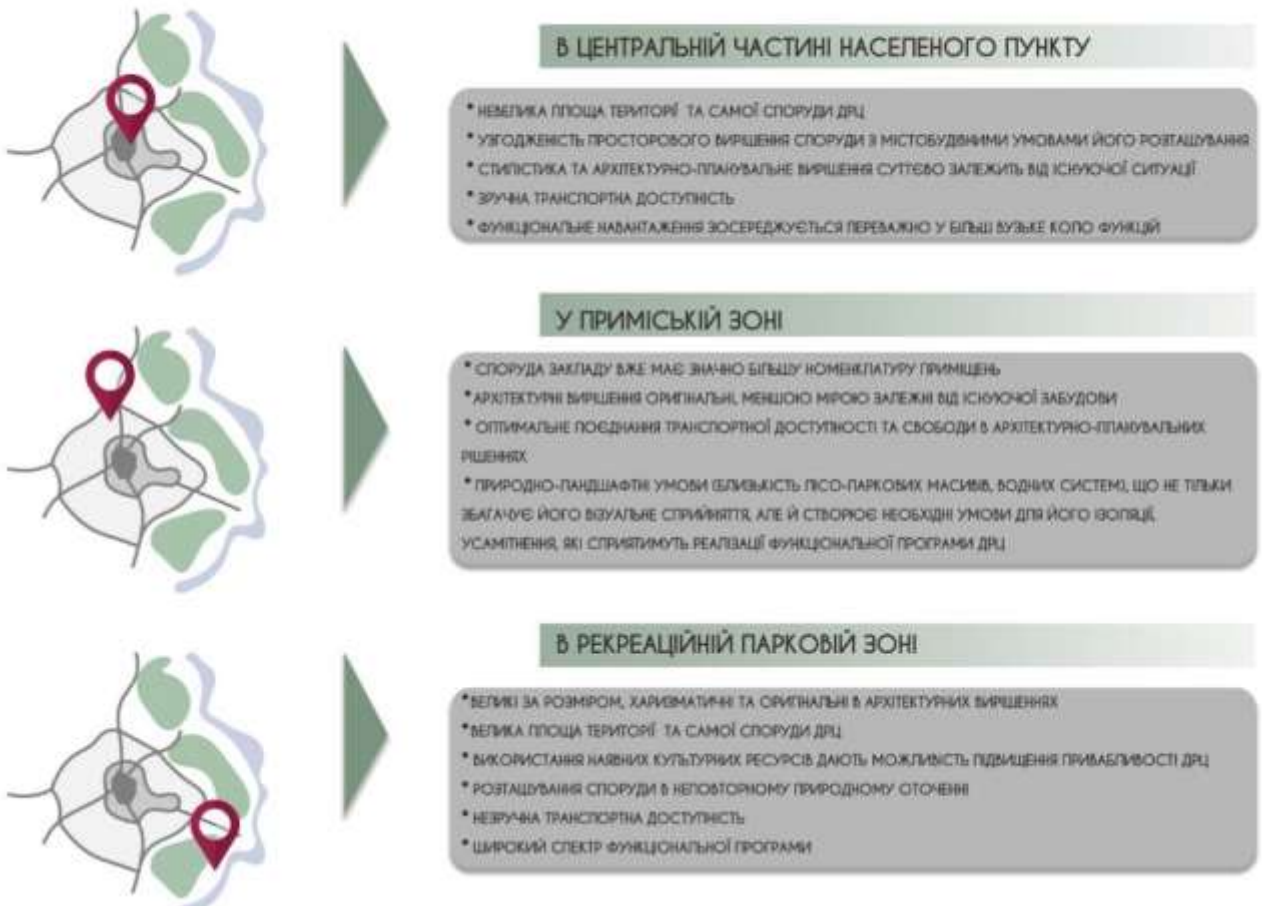 В ЦЕНТРАЛЬНІЙ ЧАСТИНІ НАСЕЛЕНОГО ПУНКТУ
* НЕВЕЛИКА ПЛОЩА ТЕРИТОРІЇ ТА САМОЇ СПОРУДИ ДРЦ
* УЗГОДЖЕНІСТЬ ПРОСТОРОВОГО ВИРІШЕННЯ СПОРУДИ З МІСТОБУДІВНИМИ УМОВАМИ ЙОГО РОЗТАШУВАННЯ
* СТИЛІСТИКА ТА АРХІТЕКТУРНО-ПЛАНУВАЛЬНЕ ВИРІШЕННЯ СУТТЄВО ЗАЛЕЖИТЬ ВІД ІСНУЮЧОЇ СИТУАЦІЇ
* ЗРУЧНА ТРАНСПОРТНА ДОСТУПНІСТЬ
* ФУНКЦІОНАЛЬНЕ НАВАНТАЖЕННЯ ЗОСЕРЕДЖУЄТЬСЯ ПЕРЕВАЖНО У БІЛЬШ ВУЗЬКЕ КОЛО ФУНКЦІЙ
У ПРИМІСЬКІЙ ЗОНІ
* СПОРУДА ЗАКЛАДУ ВЖЕ МАЄ ЗНАЧНО БІЛЬШУ НОМЕНКЛАТУРУ ПРИМІЩЕНЬ
* АРХІТЕКТУРНІ ВИРІШЕННЯ ОРИГІНАЛЬНІ, МЕНШОЮ МІРОЮ ЗАЛЕЖНІ ВІД ІСНУЮЧОЇ ЗАБУДОВИ
* ОПТИМАЛЬНЕ ПОЄДНАННЯ ТРАНСПОРТНОЇ ДОСТУПНОСТІ ТА СВОБОДИ В АРХІТЕКТУРНО-ПЛАНУВАЛЬНИХ
РІШЕННЯХ
* ПРИРОДНО-ЛАНДШАФТНІ УМОВИ (БЛИЗЬКІСТЬ ЛІСО-ПАРКОВИХ МАСИВІВ, ВОДНИХ СИСТЕМ), ЩО НЕ ТІЛЬКИ
ЗБАГАЧУЄ ЙОГО ВІЗУАЛЬНЕ СПРИЙНЯТТЯ, АЛЕ Й СТВОРЮЄ НЕОБХІДНІ УМОВИ ДЛЯ ЙОГО ІЗОЛЯЦІЇ,
УСАМІТНЕННЯ, ЯКІ СПРИЯТИМУТЬ РЕАЛІЗАЦІЇ ФУНКЦІОНАЛЬНОЇ ПРОГРАМИ ДРЦ
В РЕКРЕАЦІЙНІЙ ПАРКОВІЙ ЗОНІ
* ВЕЛИКІ ЗА РОЗМІРОМ, ХАРИЗМАТИЧНІ ТА ОРИГІНАЛЬНІ В АРХІТЕКТУРНИХ ВИРІШЕННЯХ
* ВЕЛИКА ПЛОЩА ТЕРИТОРІЇ ТА САМОЇ СПОРУДИ ДРЦ
* ВИКОРИСТАННЯ НАЯВНИХ КУЛЬТУРНИХ РЕСУРСІВ ДАЮТЬ МОЖЛИВІСТЬ ПІДВИЩЕННЯ ПРИВАБЛИВОСТІ ДРЦ
* РОЗТАШУВАННЯ СПОРУДИ В НЕПОВТОРНОМУ ПРИРОДНОМУ ОТОЧЕННІ
* НЕЗРУЧНА ТРАНСПОРТНА ДОСТУПНІСТЬ
* ШИРОКИЙ СПЕКТР ФУНКЦІОНАЛЬНОЇ ПРОГРАМИ